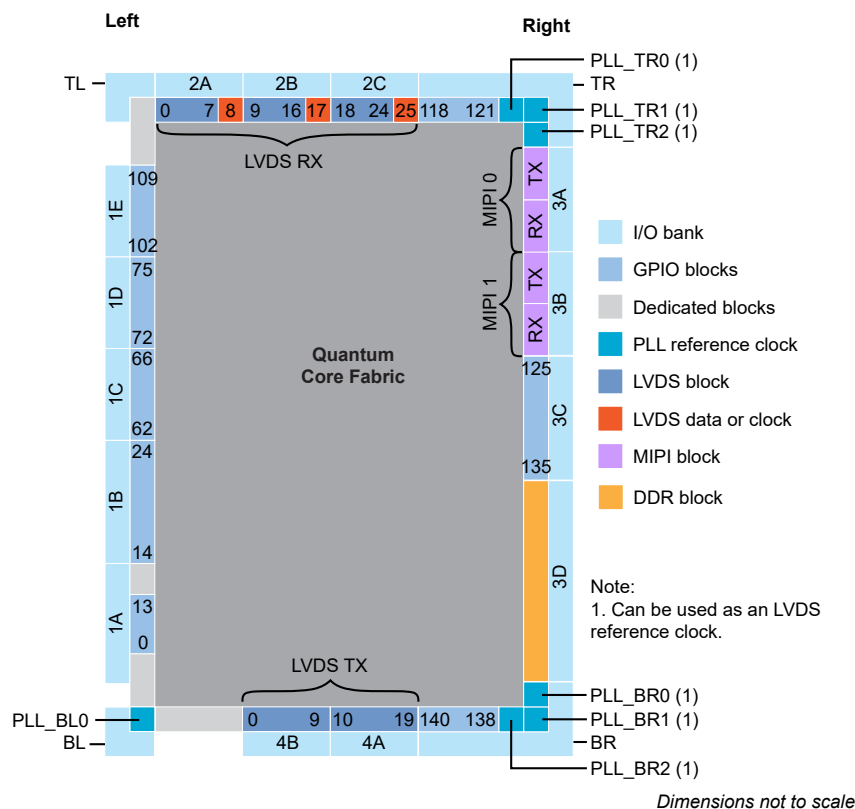 Left
Right
PLL_TR0 (1)
TL
2A
2B
2C
TR
0
7
8
9
16
17
18
24
25
118
121
PLL_TR1 (1)
PLL_TR2 (1)
LVDS RX
MIPI 0
TX
RX
3A
MIPI 1
TX
RX
3B
1E
109
102
1D
75
72
1C
66
62
1B
24
14
1A
13
0
Quantum
Core Fabric
125
135
3C
3D
I/O bank
GPIO blocks
Dedicated blocks
PLL reference clock
LVDS block
LVDS data or clock
MIPI block
DDR block
Note:
1. Can be used as an LVDS
reference clock.
LVDS TX
PLL_BR0 (1)
PLL_BL0
0
9
10
19
140
138
PLL_BR1 (1)
BL
4B
4A
BR
PLL_BR2 (1)
Dimensions not to scale